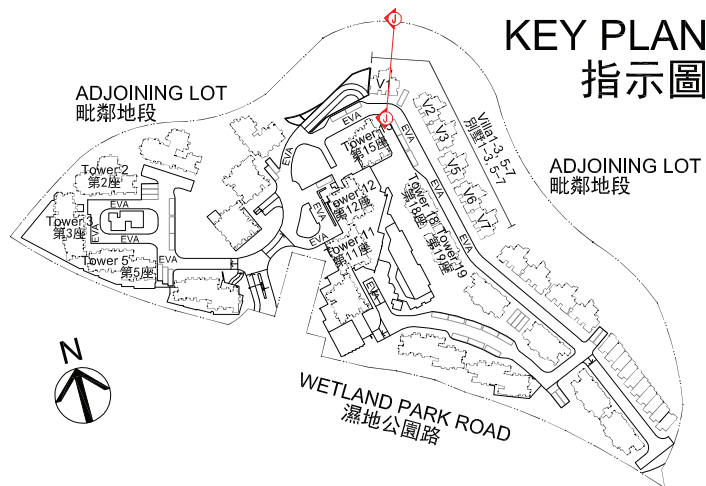 KEY PLAN
指示圖
ADJOINING LOT
毗鄰地段
ADJOINING LOT
毗鄰地段
J
J
V1
V2
V3
V5
V6
V7
Villa1-3, 5-7
別墅1-3, 5-7
EVA
EVA
EVA
EVA
EVA
EVA
EVA
EVA
EVA
EVA
Tower 2
第2座
Tower 3
第3座
Tower 5
第5座
第15座
Tower 12
第12座
Tower 11
第11座
Tower 18
第18座
Tower 19
第19座
N
WETLAND PARK ROAD
濕地公園路